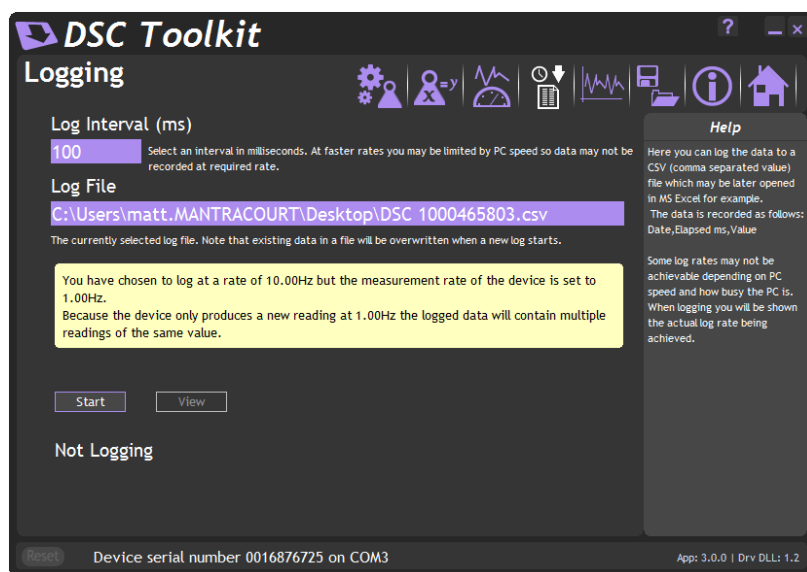 DSC Toolkit
?
Logging
x =y
Log Interval (ms)
100
Select an interval in milliseconds. At faster rates you may be limited by PC speed so data may not be
recorded at required rate.
Log File
C:\Users\matt.MANTRACOURT\Desktop\DSC 1000465803.csv
The currently selected log file. Note that existing data in a file will be overwritten when a new log starts.
You have chosen to log at a rate of 10.00Hz but the measurement rate of the device is set to
1.00Hz.
Because the device only produces a new reading at 1.00Hz the logged data will contain multiple
readings of the same value.
Start
View
Not Logging
Help
Here you can log the data to a
CSV (comma separated value)
file which may be later opened
in MS Excel for example.
The data is recorded as follows:
Date,Elapsed ms,Value
Some log rates may not be
achievable depending on PC
speed and how busy the PC is.
When logging you will be shown
the actual log rate being
achieved.
Reset
Device serial number 0016876725 on COM3
App: 3.0.0 | Drv DLL: 1.2